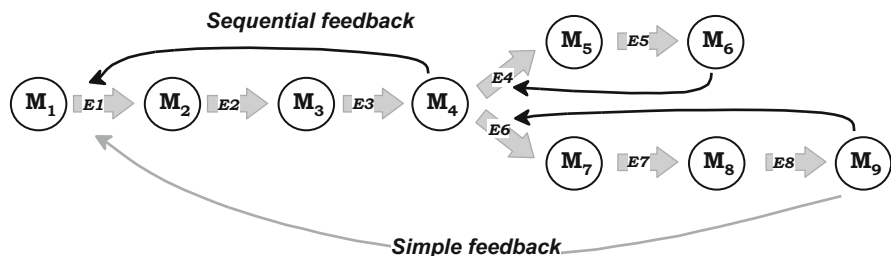 Sequential feedback
M5 E5 M6
E4
M1 E1 M2 E2 M3 E3 M4
E6
M7 E7 M8 E8 M9
Simple feedback